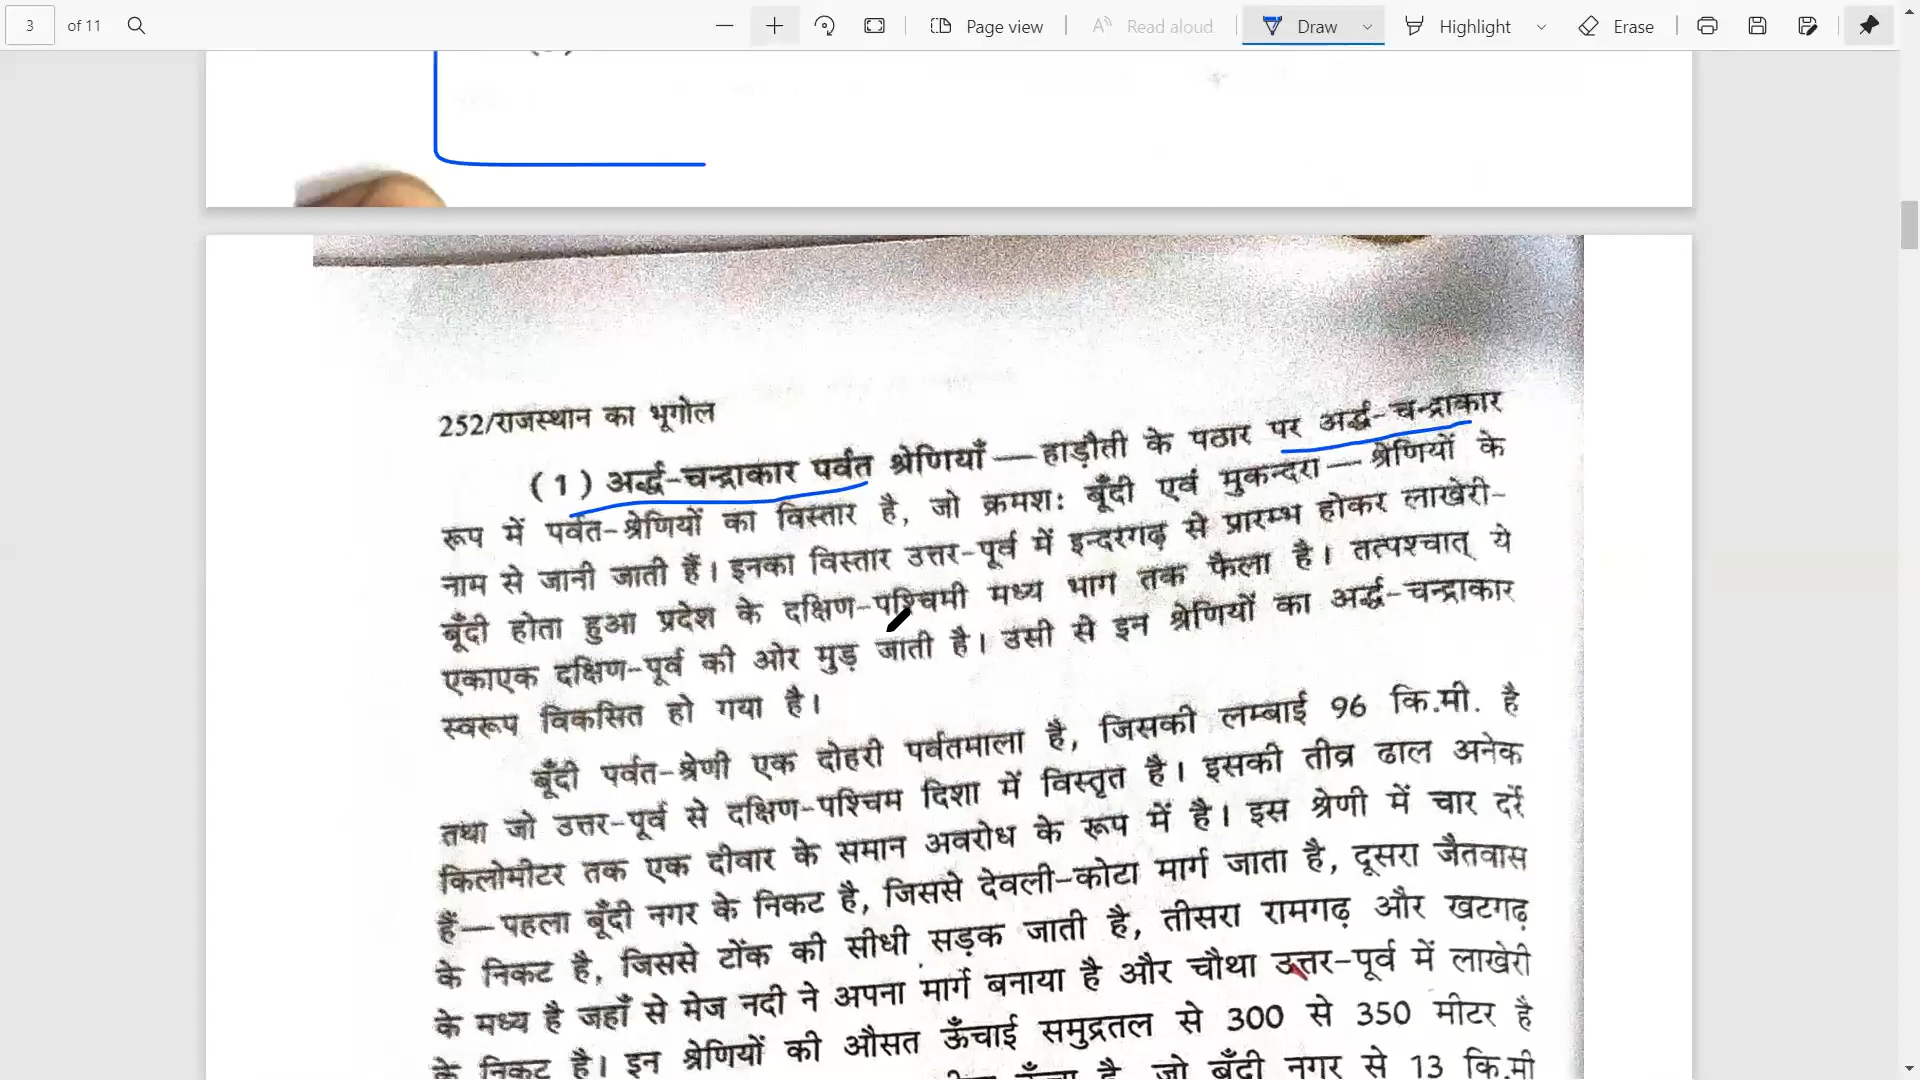 3 of 11 Page view Read aloud Draw Highlight Erase
252/राजस्थान का भूगोल
(1) अर्द्ध-चन्द्राकार पर्वत श्रेणियाँ — हाड़ौती के पठार पर अर्द्ध-चन्द्राकार
रूप में पर्वत-श्रेणियों का विस्तार है, जो क्रमशः बूँदी एवं मुकन्दरा — श्रेणियों के
नाम से जानी जाती हैं। इनका विस्तार उत्तर-पूर्व में इन्दरगढ़ से प्रारम्भ होकर लाखेरी-
बूँदी होता हुआ प्रदेश के दक्षिण-पश्चिमी मध्य भाग तक फैला है। तत्पश्चात् ये
एकाएक दक्षिण-पूर्व की ओर मुड़ जाती है। उसी से इन श्रेणियों का अर्द्ध-चन्द्राकार
स्वरूप विकसित हो गया है।
बूँदी पर्वत-श्रेणी एक दोहरी पर्वतमाला है, जिसकी लम्बाई 96 कि.मी. है
तथा जो उत्तर-पूर्व से दक्षिण-पश्चिम दिशा में विस्तृत है। इसकी तीव्र ढाल अनेक
किलोमीटर तक एक दीवार के समान अवरोध के रूप में है। इस श्रेणी में चार दर्रे
हैं—पहला बूँदी नगर के निकट है, जिससे देवली-कोटा मार्ग जाता है, दूसरा जैतवास
के निकट है, जिससे टोंक की सीधी सड़क जाती है, तीसरा रामगढ़ और खटगढ़
के मध्य है जहाँ से मेज नदी ने अपना मार्ग बनाया है और चौथा उत्तर-पूर्व में लाखेरी
के निकट है। इन श्रेणियों की औसत ऊँचाई समुद्रतल से 300 से 350 मीटर है
ऊँचा है, जो बूँदी नगर से 13 कि.मी